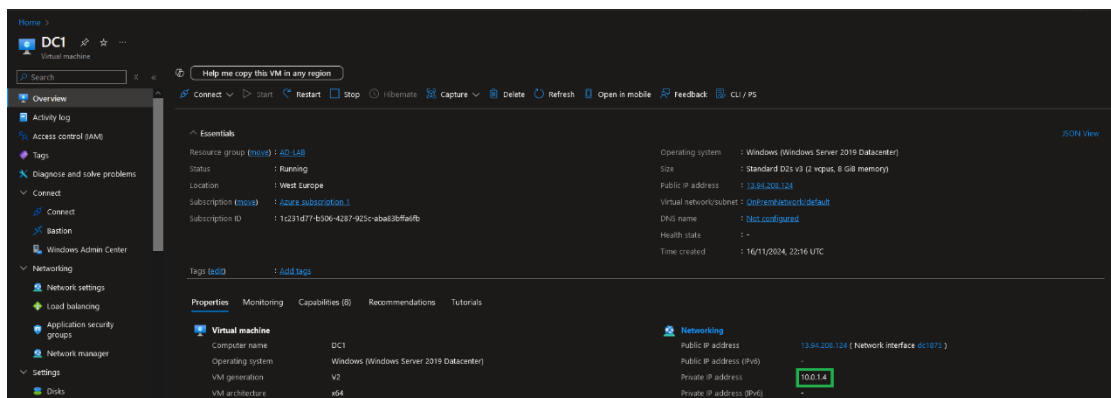 Home >
DC1
Virtual machine
Search
Help me copy this VM in any region
Connect
Start
Restart
Stop
Hibernate
Capture
Delete
Refresh
Open in mobile
Feedback
CLI / PS
Overview
Activity log
Access control (IAM)
Tags
Diagnose and solve problems
Connect
Connect
Bastion
Windows Admin Center
Networking
Network settings
Load balancing
Application security
groups
Network manager
Settings
Disks
Essentials
JSON View
Resource group (move) : AD-LAB
Status : Running
Location : West Europe
Subscription (move) : Azure subscription 1
Subscription ID : 1c231d77-b506-4287-925c-aba83bffa6fb
Operating system : Windows (Windows Server 2019 Datacenter)
Size : Standard D2s v3 (2 vcpus, 8 GiB memory)
Public IP address : 13.94.208.124
Virtual network/subnet : OnPremNetwork/default
DNS name : Not configured
Health state : -
Time created : 16/11/2024, 22:16 UTC
Tags (edit) : Add tags
Properties Monitoring Capabilities (8) Recommendations Tutorials
Virtual machine
Computer name DC1
Operating system Windows (Windows Server 2019 Datacenter)
VM generation V2
VM architecture x64
Networking
Public IP address 13.94.208.124 ( Network interface dc1873 )
Public IP address (IPv6) -
Private IP address 10.0.1.4
Private IP address (IPv6) -